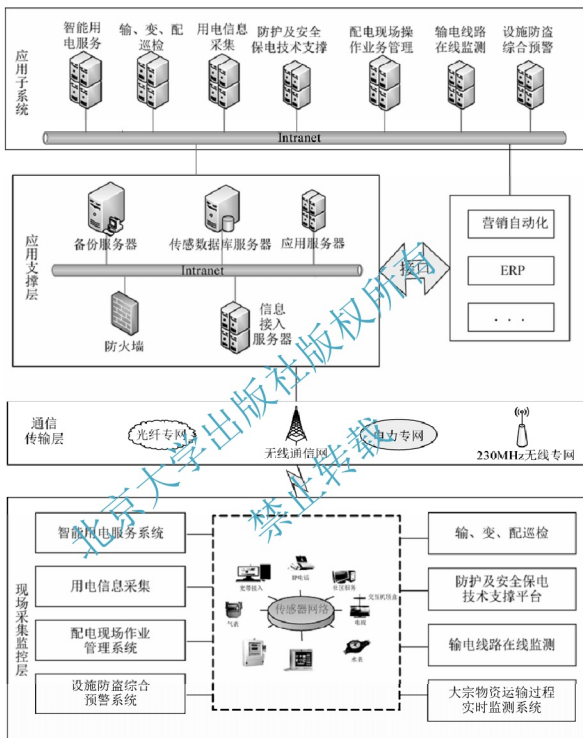 应用子系统
智能用
电服务
输、变、配
巡检
用电信息
采集
防护及安全
保电技术支撑
配电现场操
作业务管理
输电线路
在线监测
设施防盗
综合预警
Intranet
应用支撑层
备份服务器
传感数据库服务器
应用服务器
Intranet
防火墙
信息
接入
服务器
接口
营销自动化
ERP
...
通信
传输层
光纤专网
无线通信网
电力专网
230MHz无线专网
现场采集监控层
智能用电服务系统
用电信息采集
配电现场作业
管理系统
设施防盗综合
预警系统
宽带接入
静电话
社区服务
气表
传感器网络
电缆
水表
输、变、配巡检
防护及安全保电
技术支撑平台
输电线路在线监测
大宗物资运输过程
实时监测系统
北京大学出版社版权所有
禁止转载